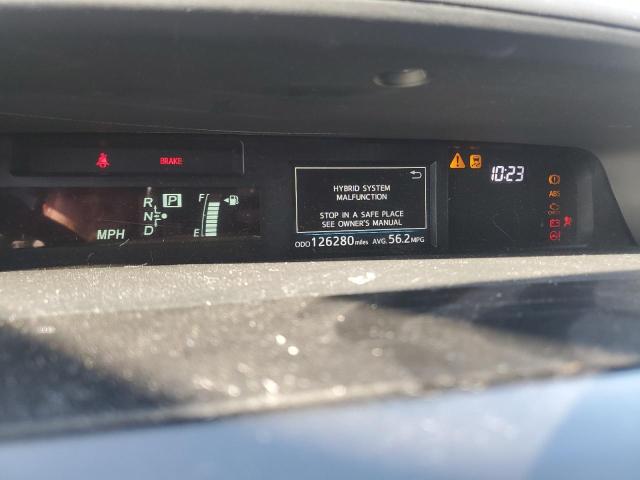 BRAKE
HYBRID SYSTEM
MALFUNCTION
STOP IN A SAFE PLACE
SEE OWNER'S MANUAL
ODO 126280 miles AVG. 56.2 MPG
10:23
ABS
CHECK
R P
N
D
MPH
F
E